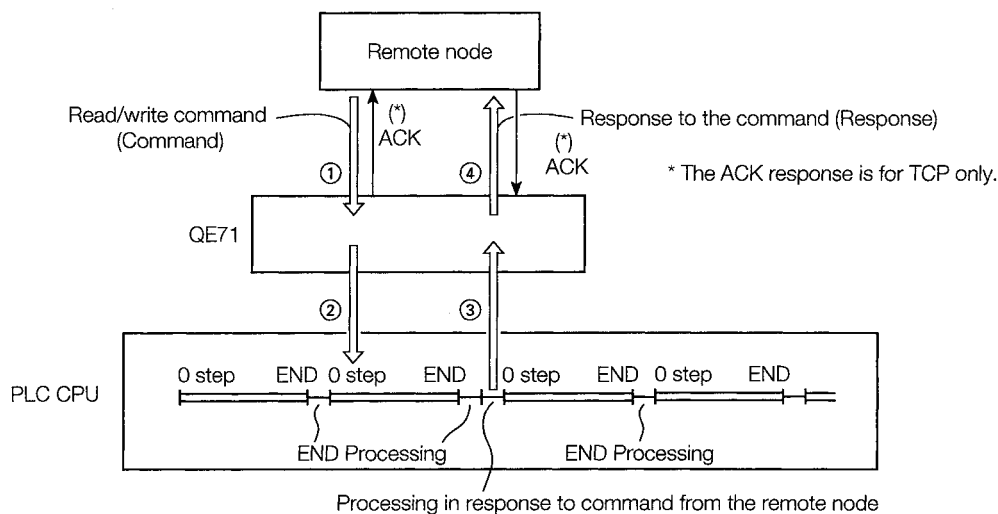 Remote node
Read/write command
(Command)
(*)
ACK
Response to the command (Response)
(*)
ACK
* The ACK response is for TCP only.
①
④
QE71
②
③
PLC CPU
0 step END 0 step END 0 step END 0 step END
END Processing
END Processing
Processing in response to command from the remote node